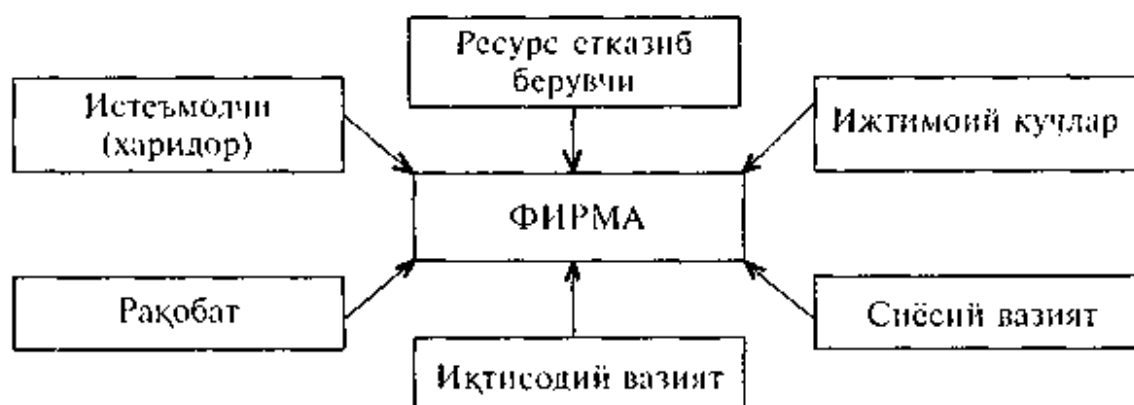 Ресурс етказиб
берувчи
Истеъмолчи
(харидор)
Ижтимоий кучлар
ФИРМА
Рақобат
Сиёсий вазият
Иқтисодий вазият